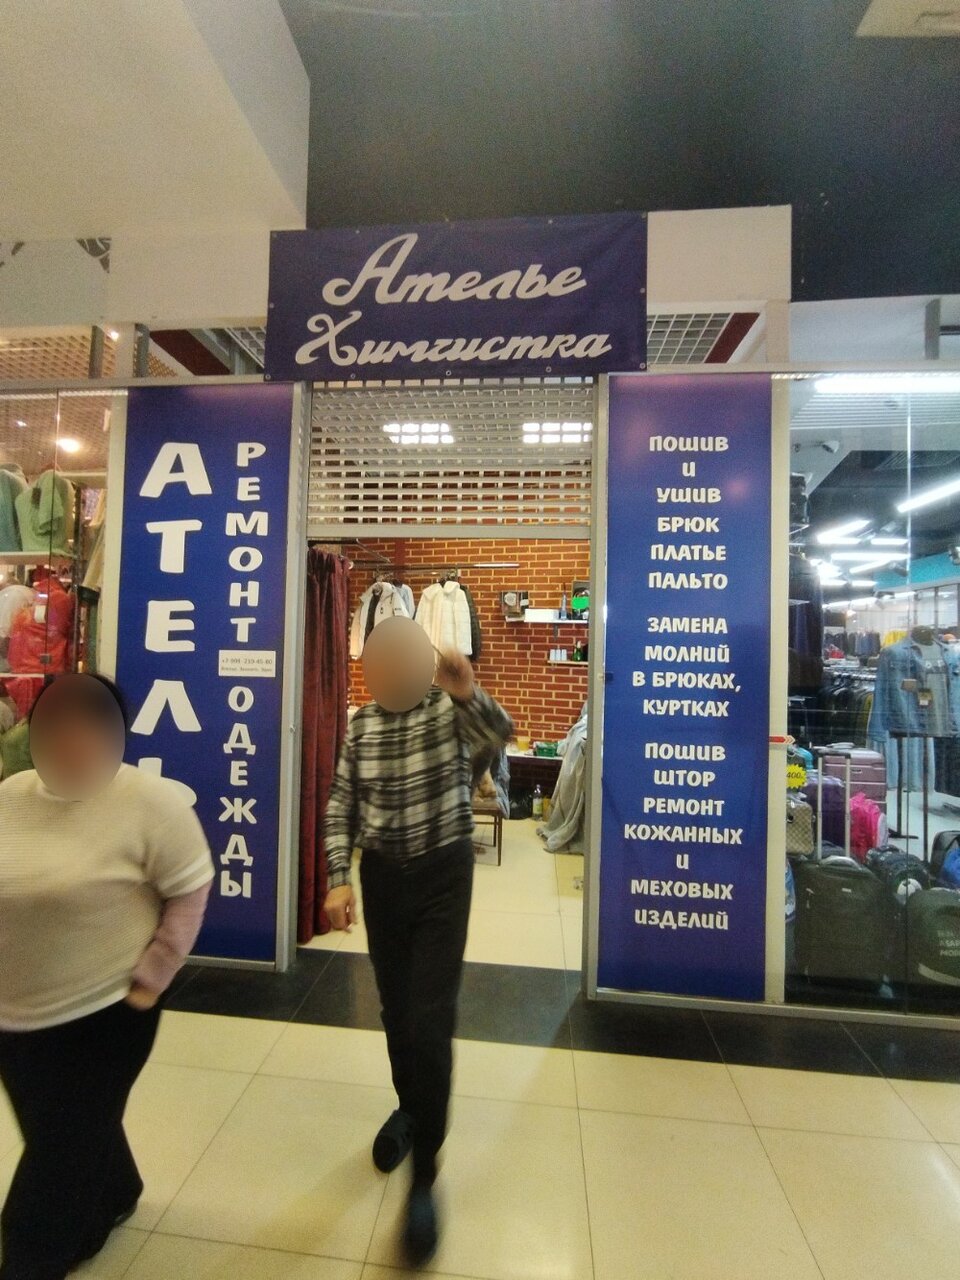 Ателье
Химчистка
АТЕЛЬ
РЕМОНТ ОДЕЖДЫ
ПОШИВ
И
УШИВ
БРЮК
ПЛАТЬЕ
ПАЛЬТО
ЗАМЕНА
МОЛНИЙ
В БРЮКАХ,
КУРТКАХ
ПОШИВ
ШТОР
РЕМОНТ
КОЖАННЫХ
И
МЕХОВЫХ
ИЗДЕЛИЙ
400